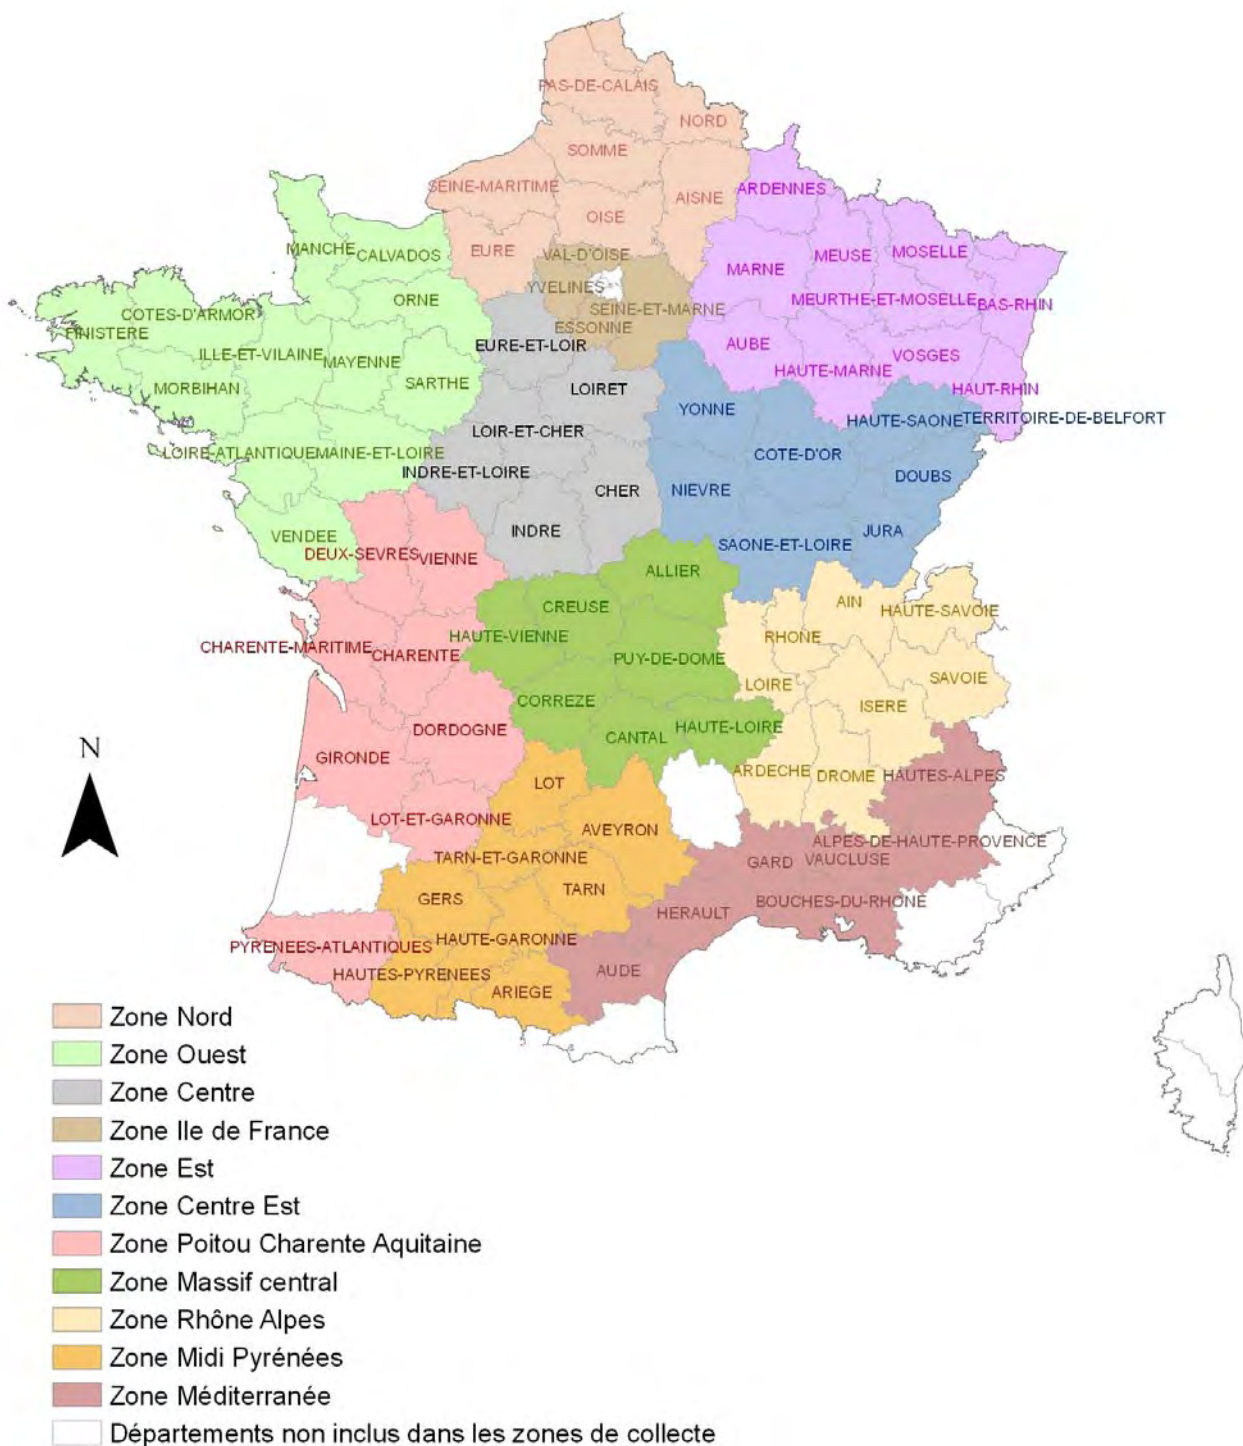 PAS-DE-CALAIS
NORD
SOMME
SEINE-MARITIME
AISNE
ARDENNES
OISE
EURE
VAL-D'OISE
MANCHE
CALVADOS
MEUSE
MOSELLE
MARNE
YVELINES
SEINE-ET-MARNE
MEURTHE-ET-MOSELLE
BAS-RHIN
ORNE
COTES-D'ARMOR
FINISTERE
ESSONNE
EURE-ET-LOIR
AUBE
ILLE-ET-VILAINE
MAYENNE
VOSGES
HAUTE-MARNE
SARTHE
MORBIHAN
LOIRET
HAUT-RHIN
YONNE
HAUTE-SAONE
TERRITOIRE-DE-BELFORT
LOIR-ET-CHER
LOIRE-ATLANTIQUE
MAINE-ET-LOIRE
COTE-D'OR
INDRE-ET-LOIRE
DOUBS
CHER
NIEVRE
INDRE
VENDEE
JURA
SAONE-ET-LOIRE
DEUX-SEVRES
VIENNE
ALLIER
AIN
CREUSE
HAUTE-SAVOIE
HAUTE-VIENNE
RHONE
CHARENTE-MARITIME
CHARENTE
PUY-DE-DOME
SAVOIE
LOIRE
CORREZE
ISERE
HAUTE-LOIRE
DORDOGNE
CANTAL
N
GIRONDE
ARDECHE
DROME
HAUTES-ALPES
LOT
LOT-ET-GARONNE
AVEYRON
ALPES-DE-HAUTE-PROVENCE
TARN-ET-GARONNE
GARD
VAUCLUSE
TARN
GERS
BOUCHES-DU-RHONE
HERAULT
HAUTE-GARONNE
PYRENEES-ATLANTIQUES
AUDE
HAUTES-PYRENEES
ARIEGE
Zone Nord
Zone Ouest
Zone Centre
Zone Ile de France
Zone Est
Zone Centre Est
Zone Poitou Charente Aquitaine
Zone Massif central
Zone Rhône Alpes
Zone Midi Pyrénées
Zone Méditerranée
Départements non inclus dans les zones de collecte